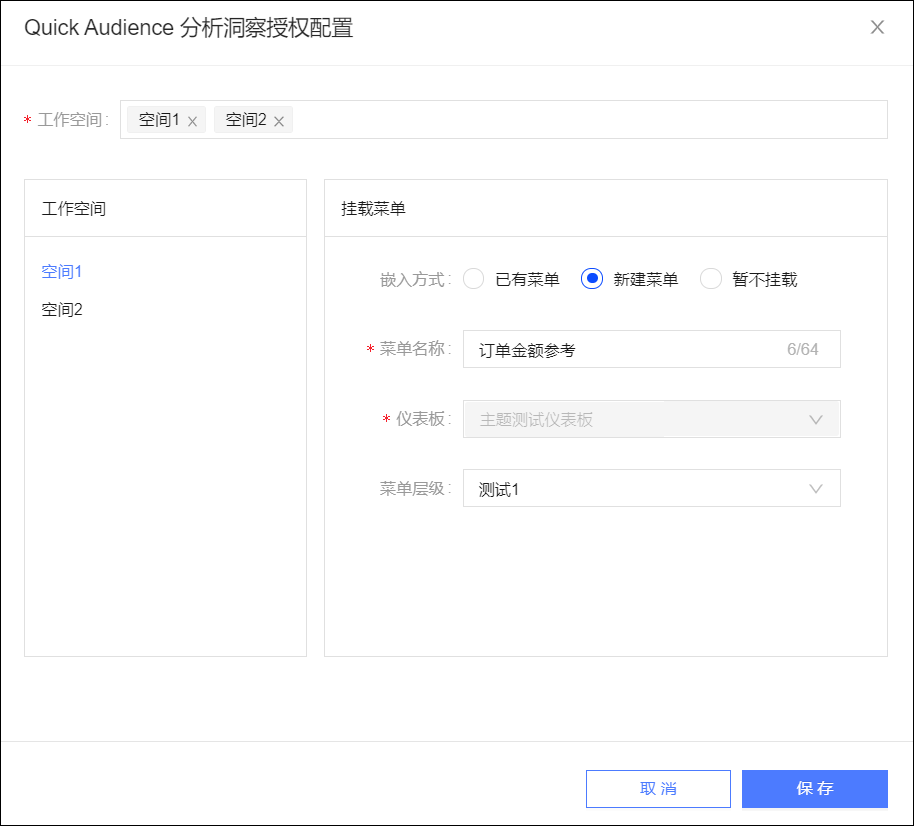 Quick Audience 分析洞察授权配置
* 工作空间: 空间1 空间2
工作空间
空间1
空间2
挂载菜单
嵌入方式: 已有菜单 新建菜单 暂不挂载
* 菜单名称: 订单金额参考 6/64
* 仪表板: 主题测试仪表板
菜单层级: 测试1
取消 保存